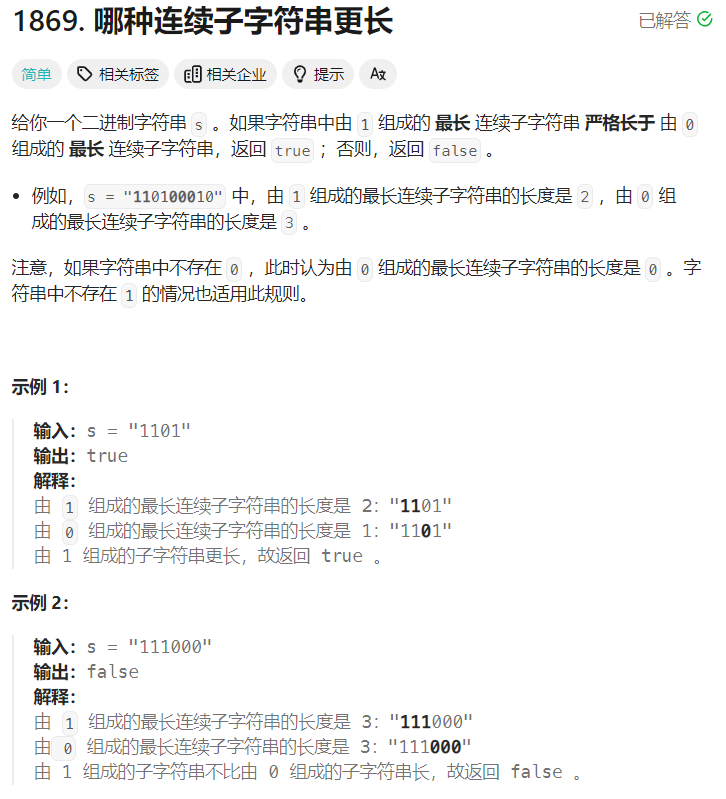 1869. 哪种连续子字符串更长
已解答
简单 相关标签 相关企业 提示 Aあ
给你一个二进制字符串 s 。如果字符串中由 1 组成的 最长 连续子字符串 严格长于 由 0
组成的 最长 连续子字符串，返回 true ；否则，返回 false 。
• 例如，s = "110100010" 中，由 1 组成的最长连续子字符串的长度是 2 ，由 0 组
成的最长连续子字符串的长度是 3 。
注意，如果字符串中不存在 0 ，此时认为由 0 组成的最长连续子字符串的长度是 0 。字
符串中不存在 1 的情况也适用此规则。
示例 1：
输入：s = "1101"
输出：true
解释：
由 1 组成的最长连续子字符串的长度是 2："1101"
由 0 组成的最长连续子字符串的长度是 1："1101"
由 1 组成的子字符串更长，故返回 true 。
示例 2：
输入：s = "111000"
输出：false
解释：
由 1 组成的最长连续子字符串的长度是 3："111000"
由 0 组成的最长连续子字符串的长度是 3："111000"
由 1 组成的子字符串不比由 0 组成的子字符串长，故返回 false 。